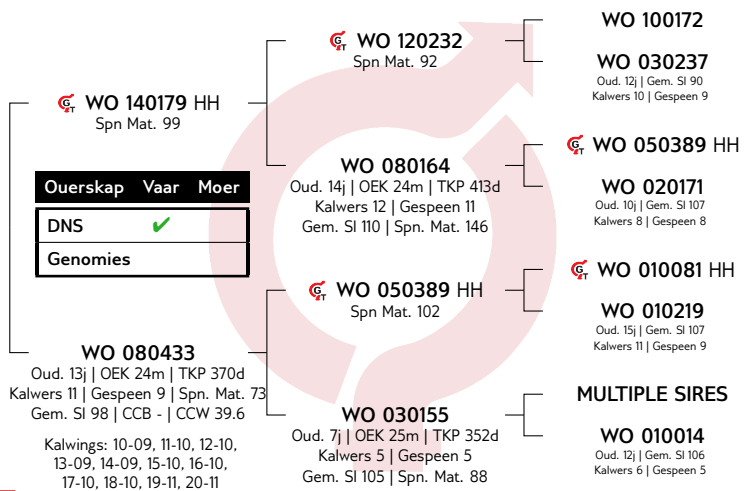 WO 140179 HH
Spn Mat. 99
Ouerskap Vaar Moer
DNS ✔
Genomies
WO 080433
Oud. 13j | OEK 24m | TKP 370d
Kalwers 11 | Gespeen 9 | Spn. Mat. 73
Gem. SI 98 | CCB - | CCW 39.6
Kalwings: 10-09, 11-10, 12-10,
13-09, 14-09, 15-10, 16-10,
17-10, 18-10, 19-11, 20-11
WO 120232
Spn Mat. 92
WO 080164
Oud. 14j | OEK 24m | TKP 413d
Kalwers 12 | Gespeen 11
Gem. SI 110 | Spn. Mat. 146
WO 050389 HH
Spn Mat. 102
WO 030155
Oud. 7j | OEK 25m | TKP 352d
Kalwers 5 | Gespeen 5
Gem. SI 105 | Spn. Mat. 88
WO 100172
WO 030237
Oud. 12j | Gem. SI 90
Kalwers 10 | Gespeen 9
WO 050389 HH
WO 020171
Oud. 10j | Gem. SI 107
Kalwers 8 | Gespeen 8
WO 010081 HH
WO 010219
Oud. 15j | Gem. SI 107
Kalwers 11 | Gespeen 9
MULTIPLE SIRES
WO 010014
Oud. 12j | Gem. SI 106
Kalwers 6 | Gespeen 5